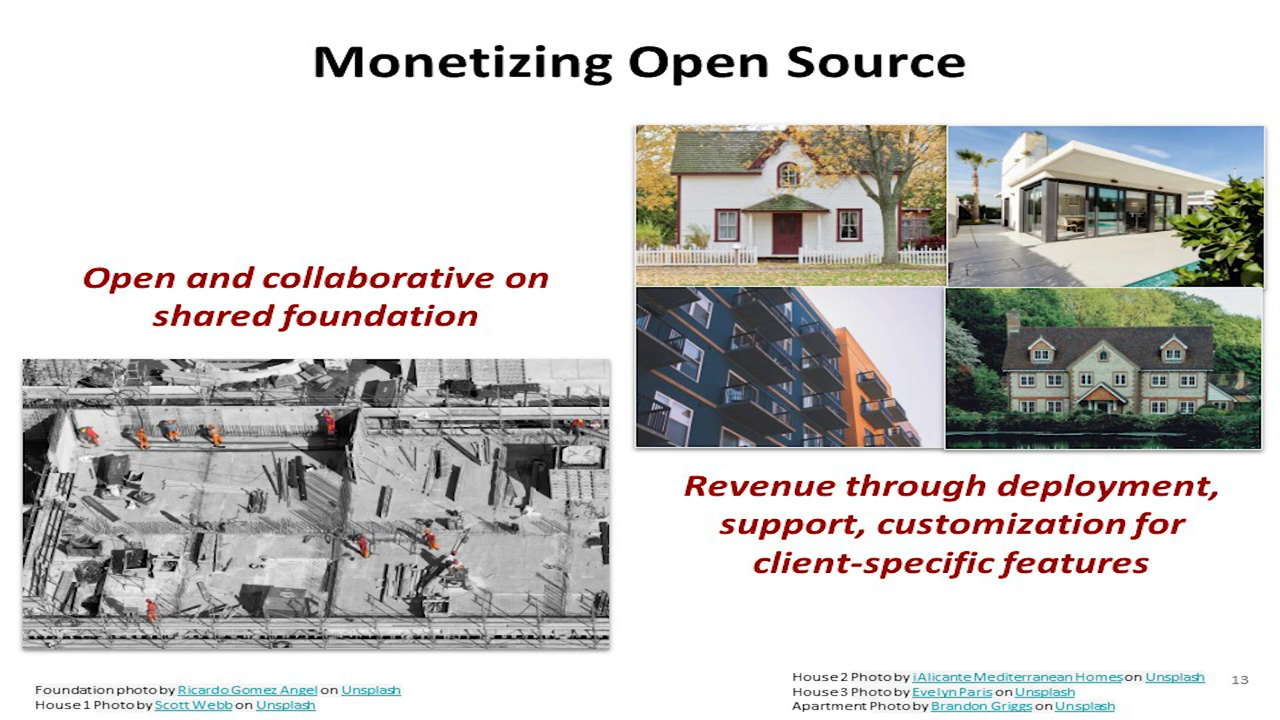 Monetizing Open Source
Open and collaborative on
shared foundation
Revenue through deployment,
support, customization for
client-specific features
Foundation photo by Ricardo Gomez Angel on Unsplash
House 1 Photo by Scott Webb on Unsplash
House 2 Photo by iAlicante Mediterranean Homes on Unsplash
House 3 Photo by Evelyn Paris on Unsplash
Apartment Photo by Brandon Griggs on Unsplash
13